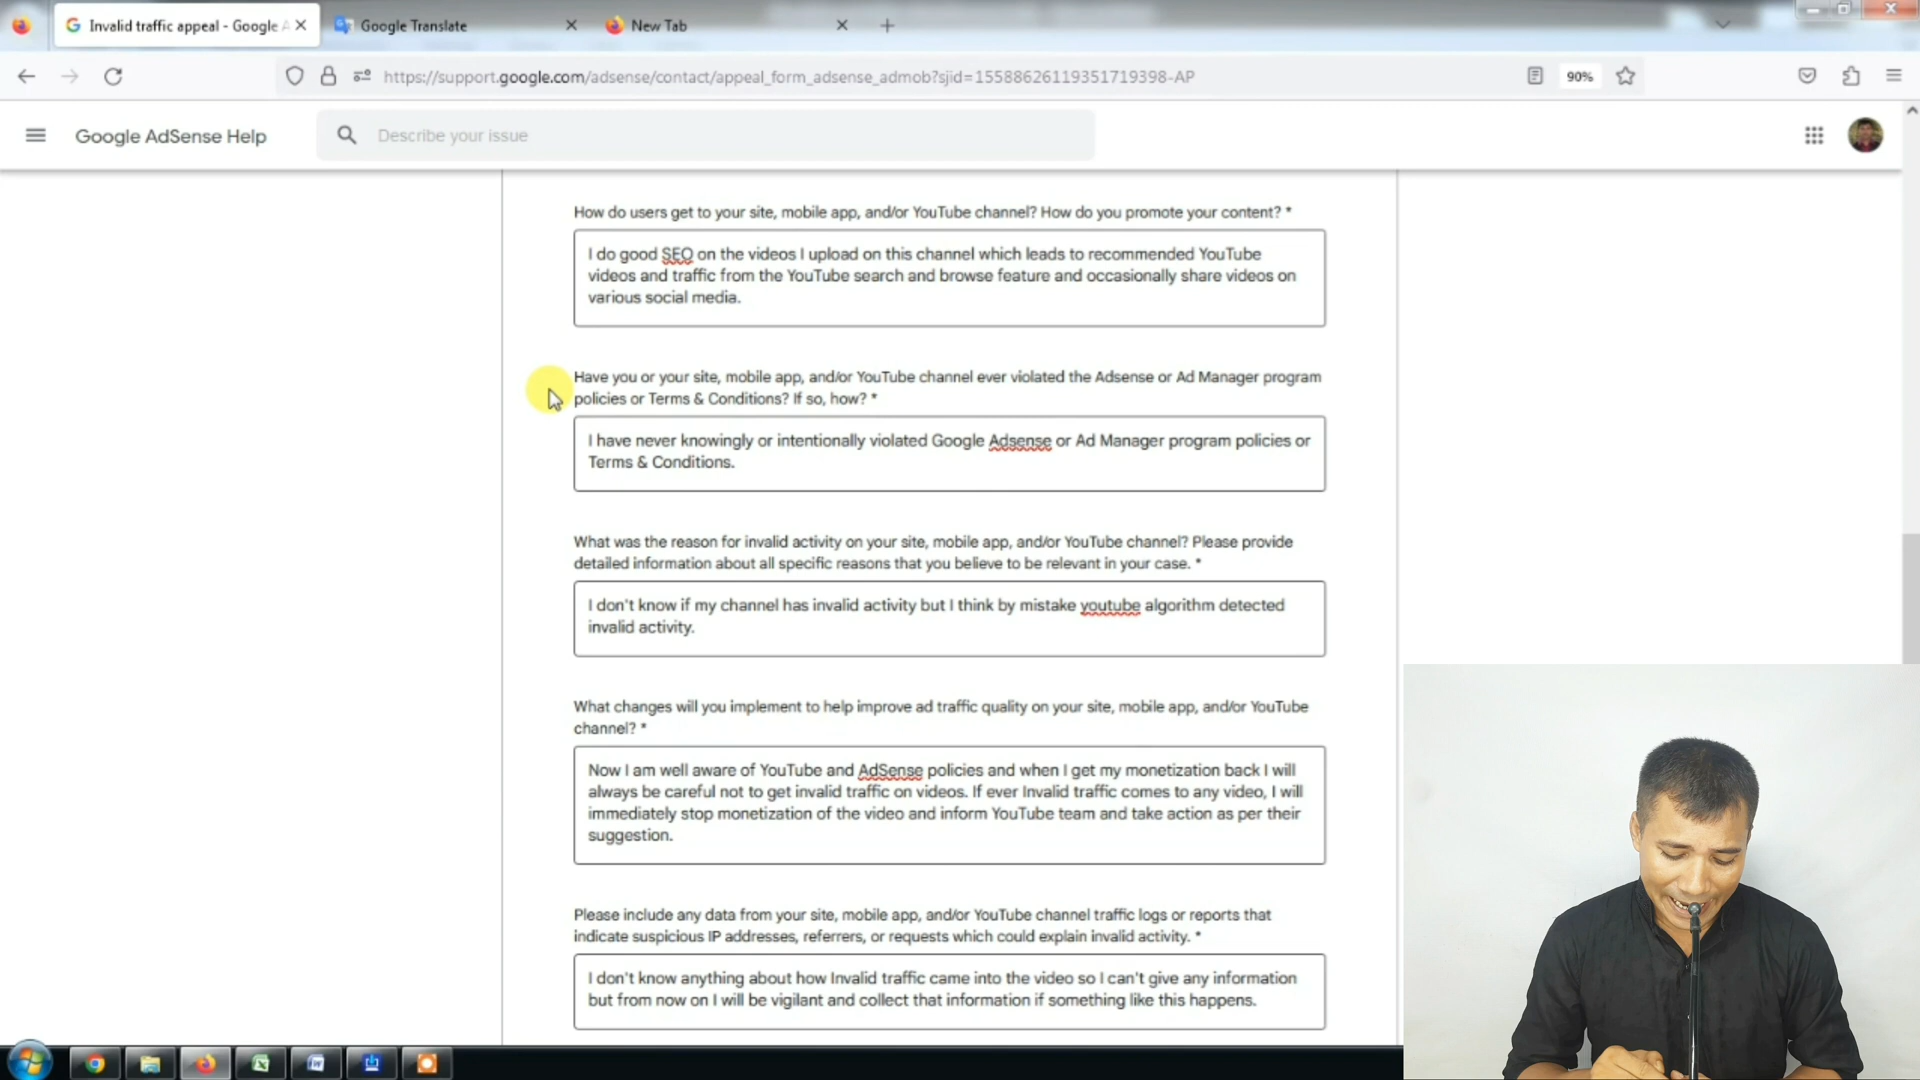 Invalid traffic appeal - Google A
Google Translate
New Tab
https://support.google.com/adsense/contact/appeal_form_adsense_admob?sjid=15588626119351719398-AP
90%
Google AdSense Help
Describe your issue
How do users get to your site, mobile app, and/or YouTube channel? How do you promote your content? *
I do good SEO on the videos I upload on this channel which leads to recommended YouTube
videos and traffic from the YouTube search and browse feature and occasionally share videos on
various social media.
Have you or your site, mobile app, and/or YouTube channel ever violated the Adsense or Ad Manager program
policies or Terms & Conditions? If so, how? *
I have never knowingly or intentionally violated Google Adsense or Ad Manager program policies or
Terms & Conditions.
What was the reason for invalid activity on your site, mobile app, and/or YouTube channel? Please provide
detailed information about all specific reasons that you believe to be relevant in your case. *
I don't know if my channel has invalid activity but I think by mistake youtube algorithm detected
invalid activity.
What changes will you implement to help improve ad traffic quality on your site, mobile app, and/or YouTube
channel? *
Now I am well aware of YouTube and AdSense policies and when I get my monetization back I will
always be careful not to get invalid traffic on videos. If ever Invalid traffic comes to any video, I will
immediately stop monetization of the video and inform YouTube team and take action as per their
suggestion.
Please include any data from your site, mobile app, and/or YouTube channel traffic logs or reports that
indicate suspicious IP addresses, referrers, or requests which could explain invalid activity. *
I don't know anything about how Invalid traffic came into the video so I can't give any information
but from now on I will be vigilant and collect that information if something like this happens.